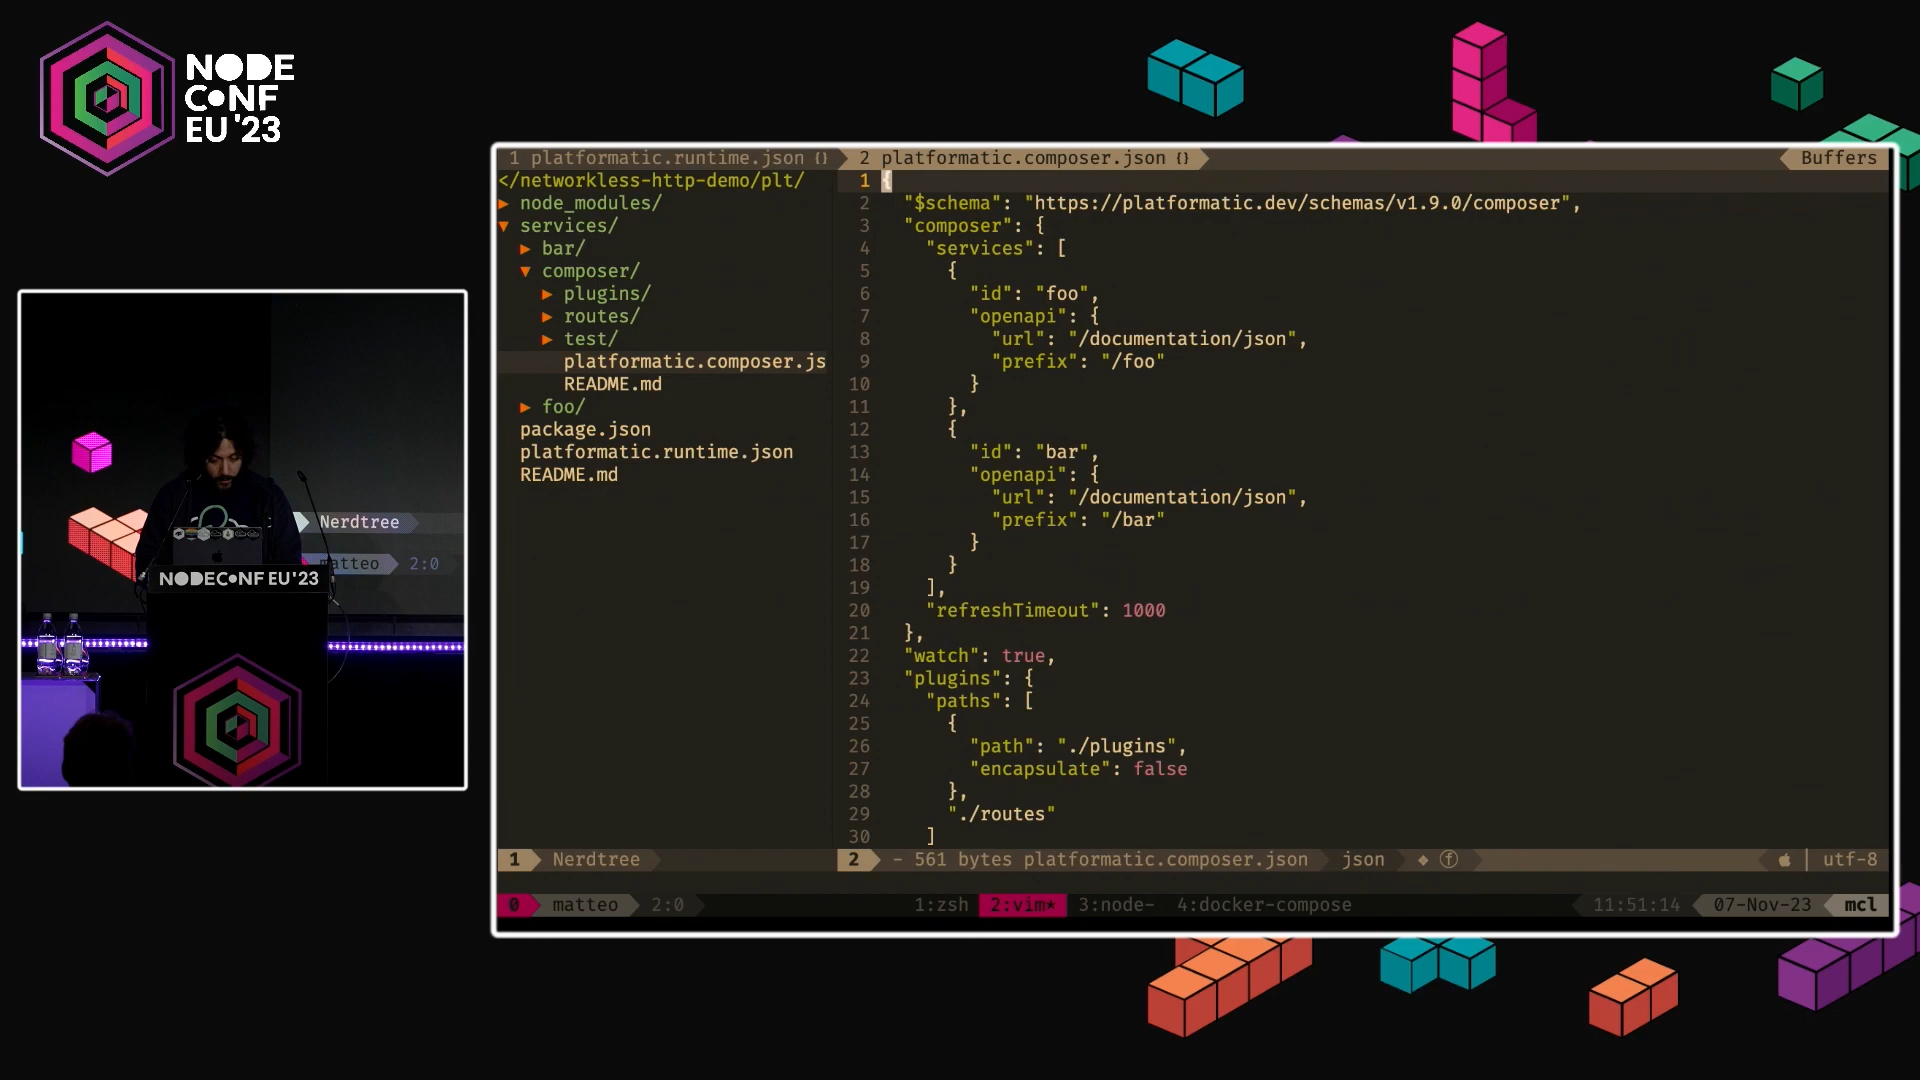 NODE
CONF
EU '23
1 platformatic.runtime.json {} 2 platformatic.composer.json {} Buffers
</networkless-http-demo/plt/
▸ node_modules/
▾ services/
▸ bar/
▾ composer/
▸ plugins/
▸ routes/
▸ test/
platformatic.composer.js
README.md
▸ foo/
package.json
platformatic.runtime.json
README.md
1 {
2 "$schema": "https://platformatic.dev/schemas/v1.9.0/composer",
3 "composer": {
4 "services": [
5 {
6 "id": "foo",
7 "openapi": {
8 "url": "/documentation/json",
9 "prefix": "/foo"
10 }
11 },
12 {
13 "id": "bar",
14 "openapi": {
15 "url": "/documentation/json",
16 "prefix": "/bar"
17 }
18 }
19 ],
20 "refreshTimeout": 1000
21 },
22 "watch": true,
23 "plugins": {
24 "paths": [
25 {
26 "path": "./plugins",
27 "encapsulate": false
28 },
29 "./routes"
30 ]
1 Nerdtree 2 - 561 bytes platformatic.composer.json json utf-8
0 matteo 2:0 1:zsh 2:vim* 3:node- 4:docker-compose 11:51:14 07-Nov-23 mcl
Nerdtree
matteo 2:0
NODECONF EU '23